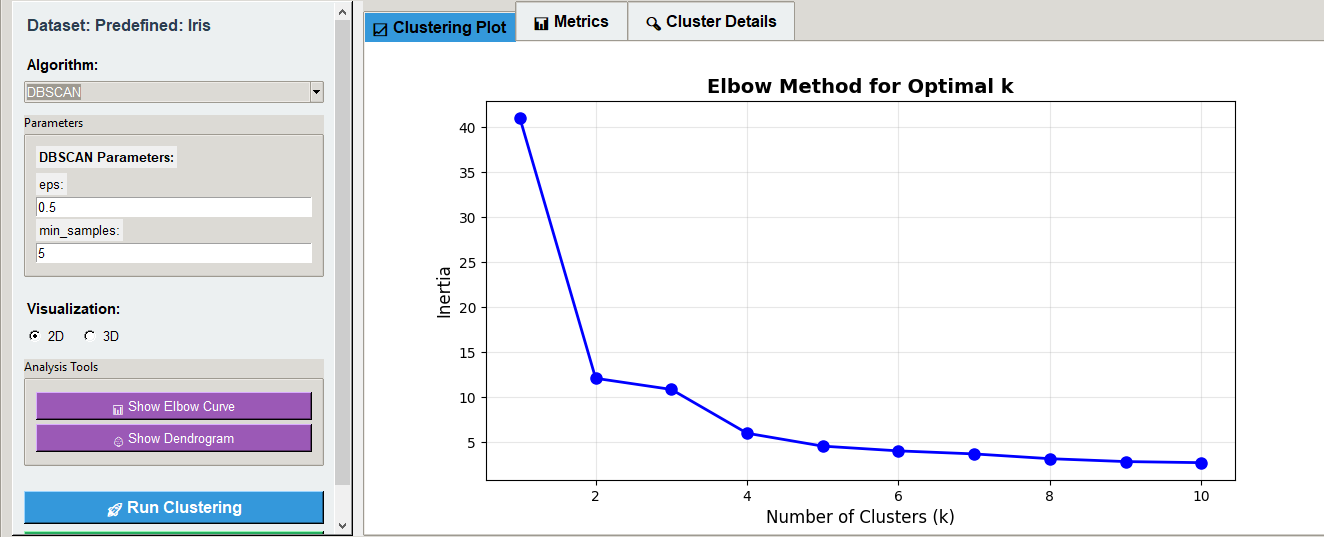 Dataset: Predefined: Iris
Algorithm:
DBSCAN
Parameters
DBSCAN Parameters:
eps:
0.5
min_samples:
5
Visualization:
2D 3D
Analysis Tools
Show Elbow Curve
Show Dendrogram
Run Clustering
Clustering Plot Metrics Cluster Details
Elbow Method for Optimal k
Inertia
40
35
30
25
20
15
10
5
2 4 6 8 10
Number of Clusters (k)